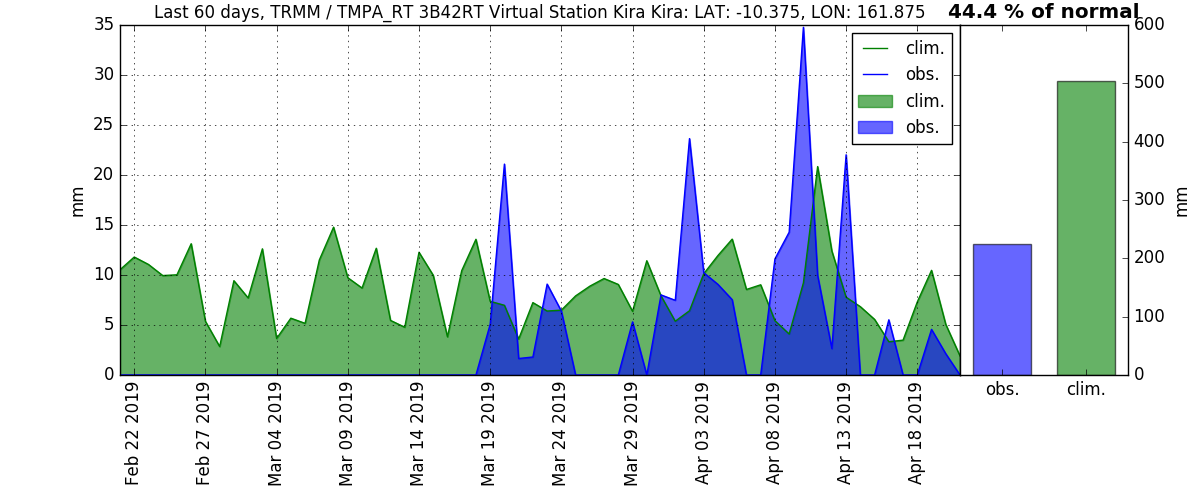 Last 60 days, TRMM / TMPA_RT 3B42RT Virtual Station Kira Kira: LAT: -10.375, LON: 161.875
44.4 % of normal
35
30
25
20
15
10
5
0
mm
clim.
obs.
clim.
obs.
Feb 22 2019
Feb 27 2019
Mar 04 2019
Mar 09 2019
Mar 14 2019
Mar 19 2019
Mar 24 2019
Mar 29 2019
Apr 03 2019
Apr 08 2019
Apr 13 2019
Apr 18 2019
obs.
clim.
600
500
400
300
200
100
0
mm